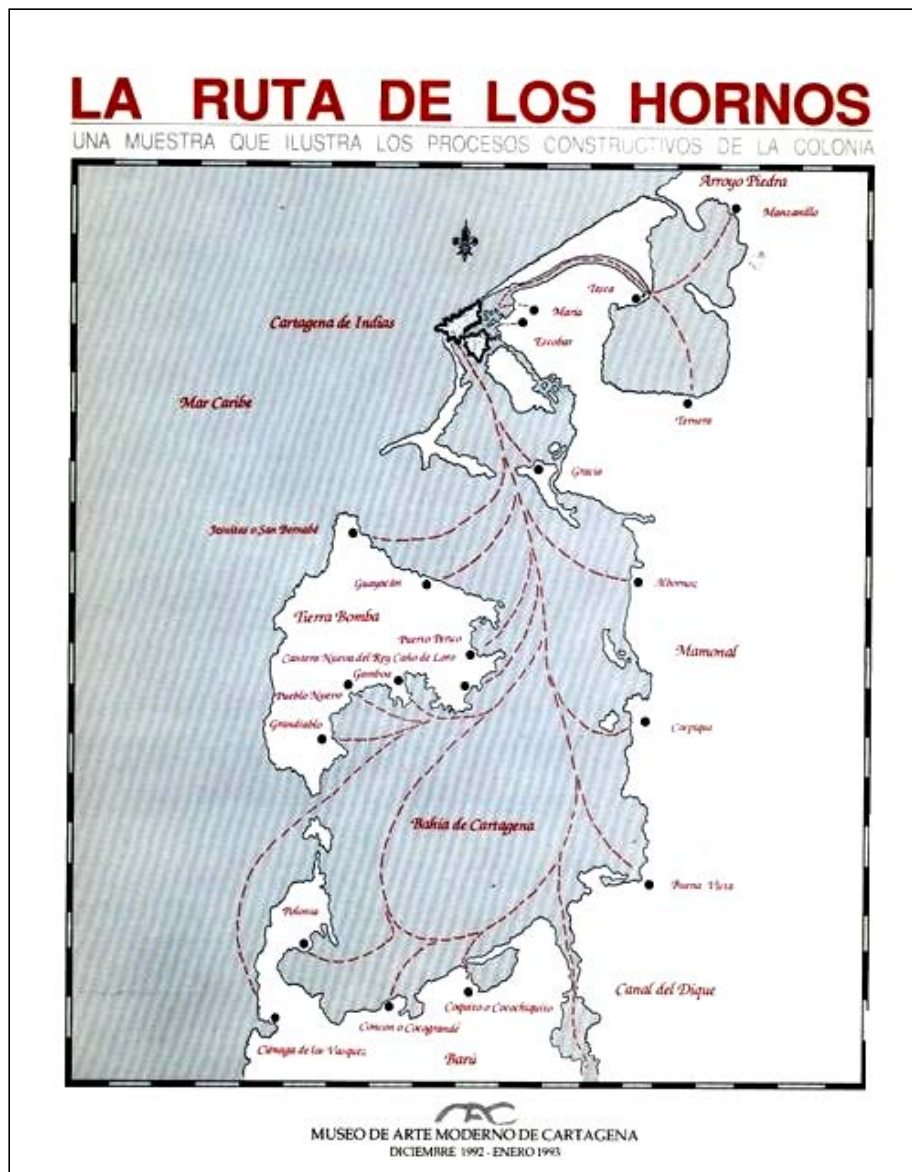 LA RUTA DE LOS HORNOS
UNA MUESTRA QUE ILUSTRA LOS PROCESOS CONSTRUCTIVOS DE LA COLONIA
Arroyo Piedra
Manzanillo
Tesca
Cartagena de Indias
María
Escobar
Mar Caribe
Ternera
Gracia
Jesuitas o San Bernabé
Guayacán
Albornoz
Tierra Bomba
Puerto Perico
Mamonal
Cantera Nueva del Rey
Caño de Loro
Gamboa
Pueblo Nuevo
Grandiablo
Carpique
Bahía de Cartagena
Buena Vista
Polonia
Canal del Dique
Coquito o Cocochiquito
Concon o Cocogrande
Ciénaga de los Vasquez
Barú
MUSEO DE ARTE MODERNO DE CARTAGENA
DICIEMBRE 1992 - ENERO 1993